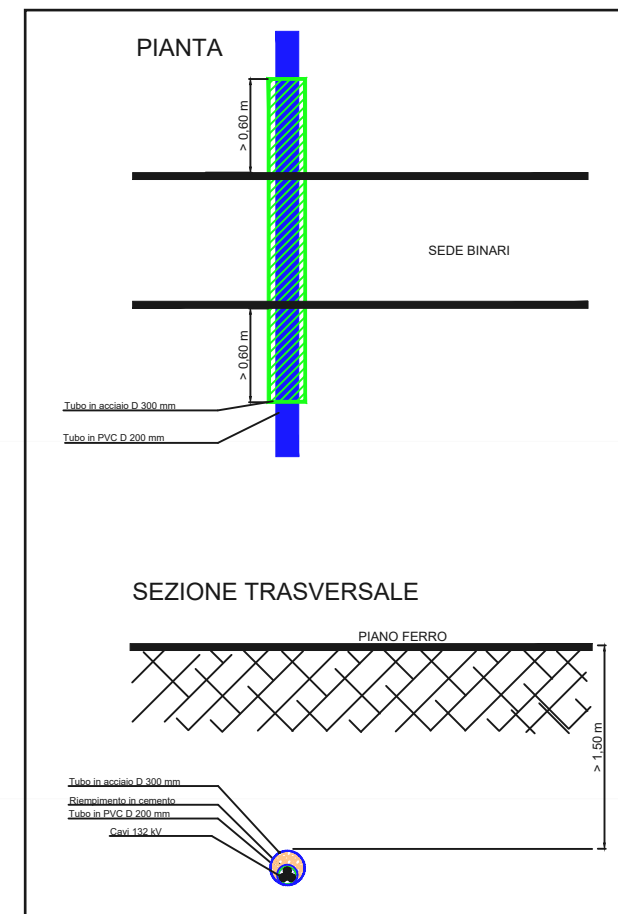 PIANTA
> 0,60 m
SEDE BINARI
> 0,60 m
Tubo in acciaio D 300 mm
Tubo in PVC D 200 mm
SEZIONE TRASVERSALE
PIANO FERRO
> 1,50 m
Tubo in acciaio D 300 mm
Riempimento in cemento
Tubo in PVC D 200 mm
Cavi 132 kV